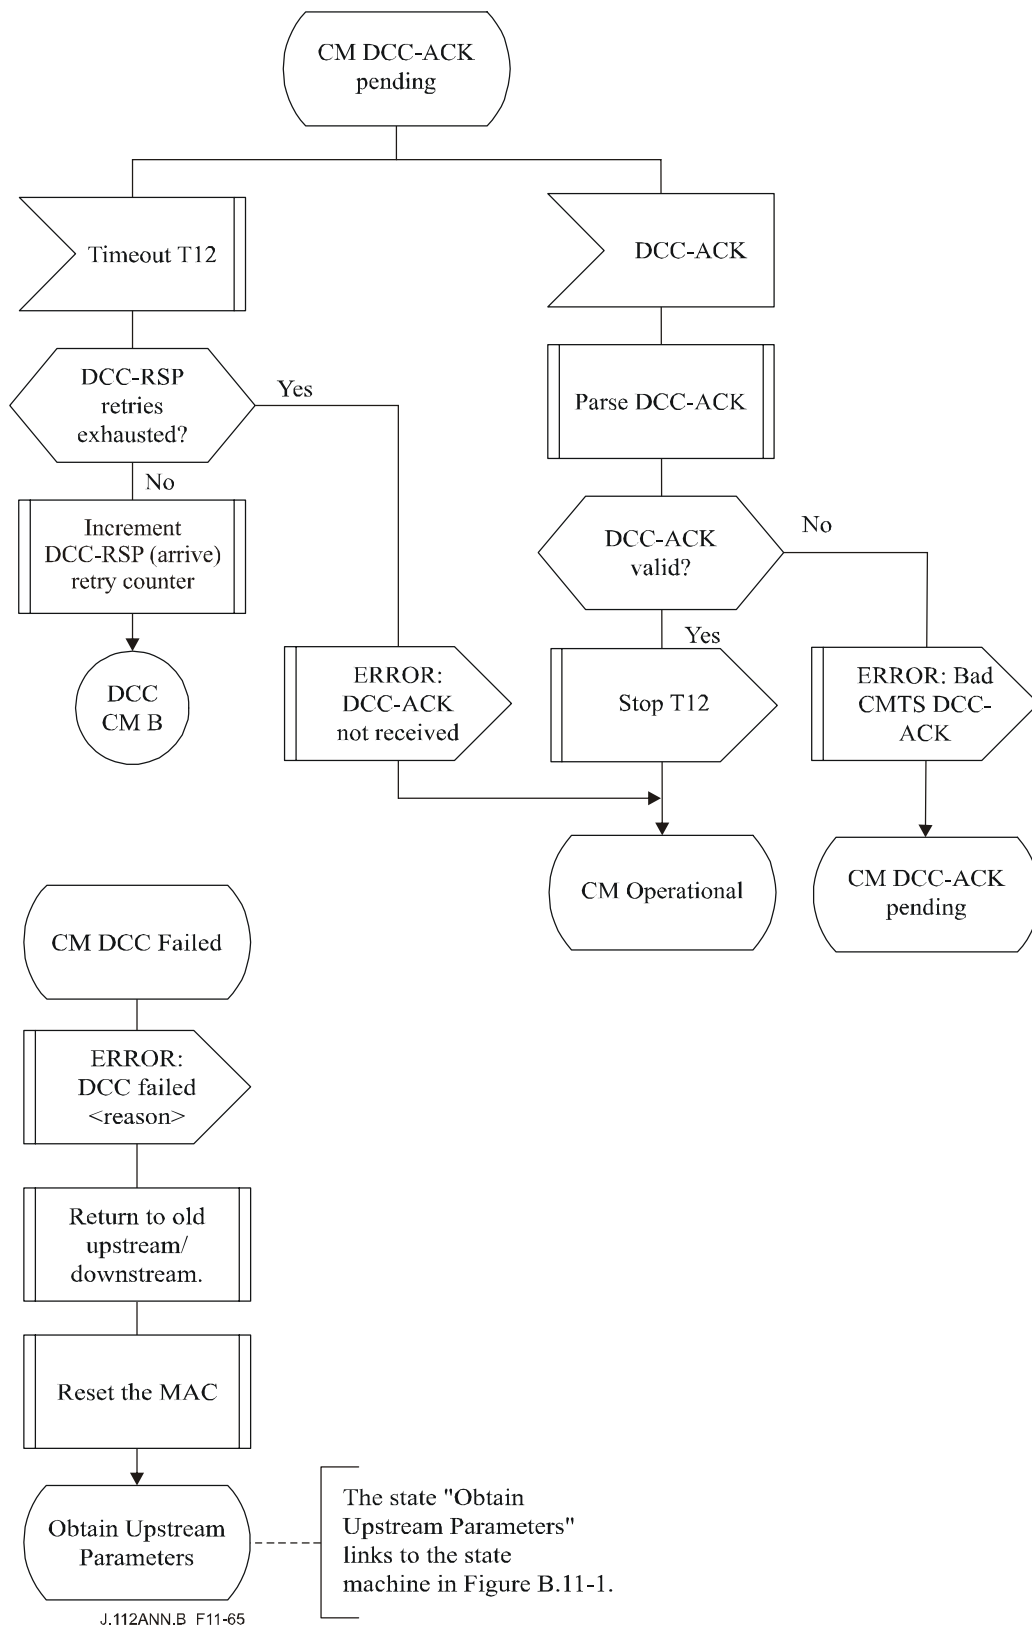 CM DCC-ACK
pending
Timeout T12
DCC-ACK
DCC-RSP
retries
exhausted?
Yes
Parse DCC-ACK
No
Increment
DCC-RSP (arrive)
retry counter
DCC-ACK
valid?
No
Yes
DCC
CM B
ERROR:
DCC-ACK
not received
Stop T12
ERROR: Bad
CMTS DCC-
ACK
CM Operational
CM DCC-ACK
pending
CM DCC Failed
ERROR:
DCC failed
<reason>
Return to old
upstream/
downstream.
Reset the MAC
Obtain Upstream
Parameters
The state "Obtain
Upstream Parameters"
links to the state
machine in Figure B.11-1.
J.112ANN.B_F11-65